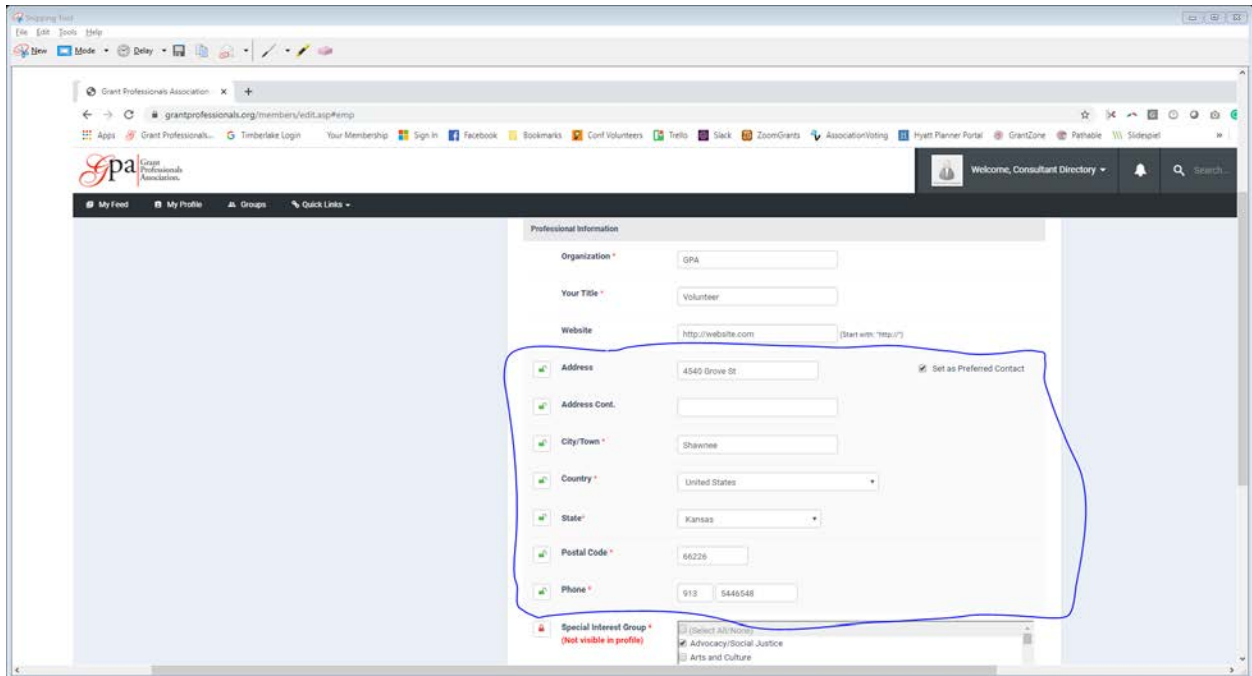 Snipping Tool
File Edit Tools Help
New Mode Delay
Grant Professionals Association × +
grantprofessionals.org/members/edit.asp#emp
Apps Grant Professionals... Timberlake Login Your Membership Sign In Facebook Bookmarks Conf Volunteers Trello Slack ZoomGrants AssociationVoting Hyatt Planner Portal GrantZone Pathable Slidespiel »
Gpa Grant Professionals Association. Welcome, Consultant Directory Search...
My Feed My Profile Groups Quick Links
Professional Information
Organization * GPA
Your Title * Volunteer
Website http://website.com (Start with: "http://")
Address 4540 Grove St Set as Preferred Contact
Address Cont.
City/Town * Shawnee
Country * United States
State* Kansas
Postal Code * 66226
Phone * 913 5446548
Special Interest Group * (Select All/None)
(Not visible in profile) Advocacy/Social Justice
Arts and Culture